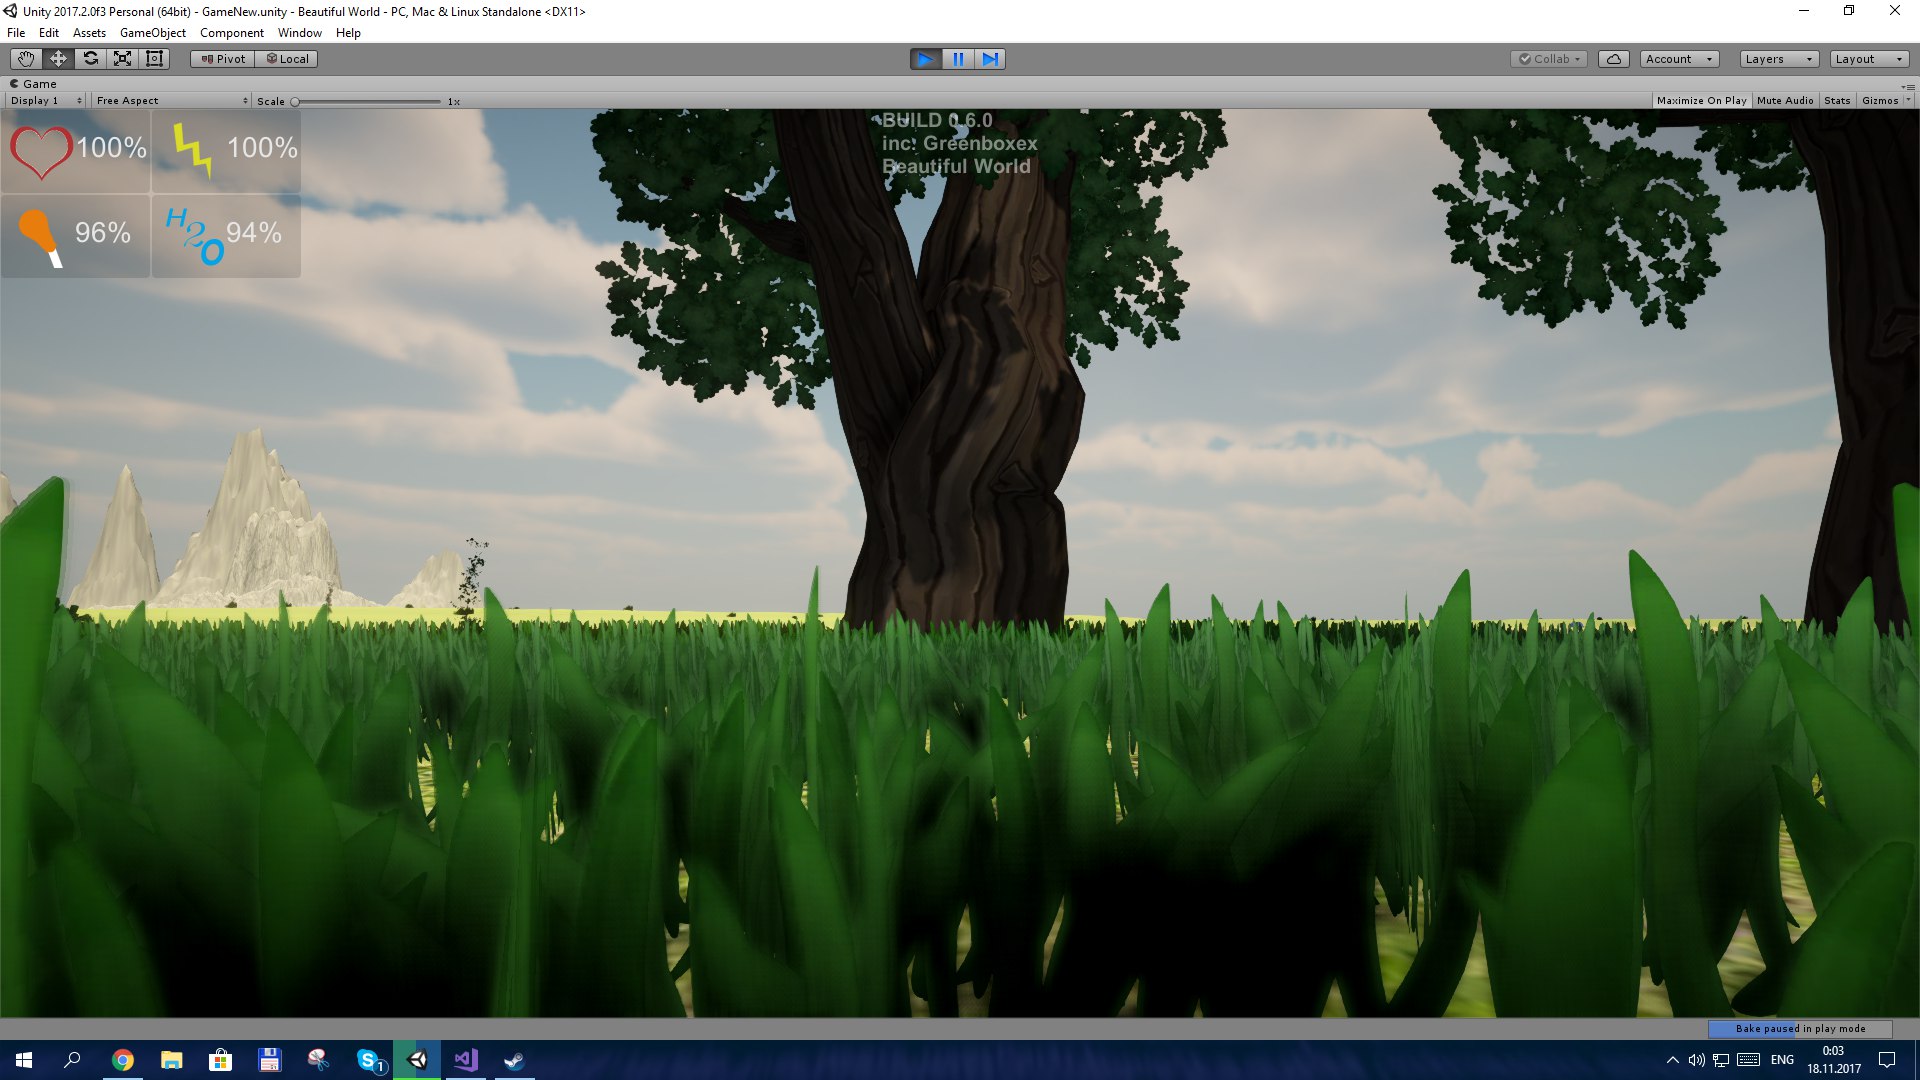 Unity 2017.2.0f3 Personal (64bit) - GameNew.unity - Beautiful World - PC, Mac & Linux Standalone <DX11>
File Edit Assets GameObject Component Window Help
Pivot Local Collab Account Layers Layout
Game
Display 1 Free Aspect Scale 1x Maximize On Play Mute Audio Stats Gizmos
BUILD 0.6.0
inc: Greenboxex
Beautiful World
100% 100%
96% H2O 94%
Bake paused in play mode
S 1 ENG 0:03
18.11.2017